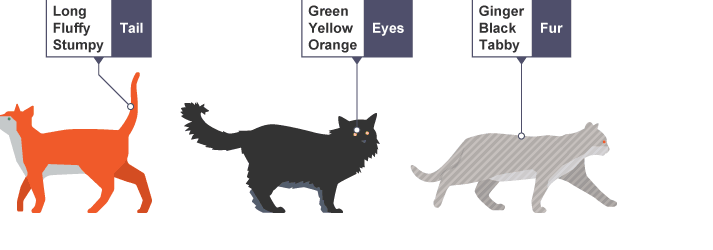 Long
Fluffy
Stumpy
Tail
Green
Yellow
Orange
Eyes
Ginger
Black
Tabby
Fur